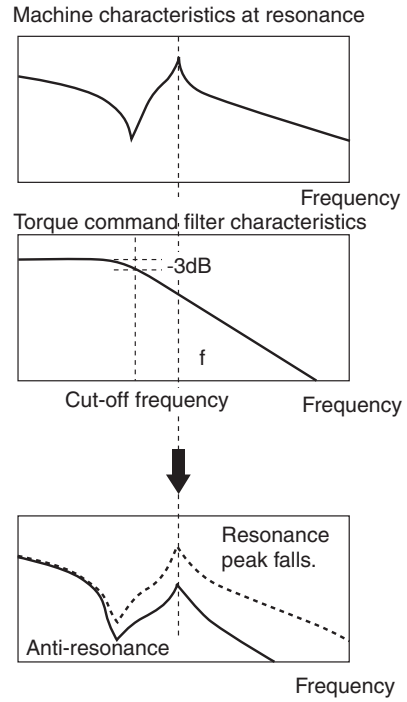 Machine characteristics at resonance
Frequency
Torque command filter characteristics
-3dB
f
Cut-off frequency
Frequency
Resonance
peak falls.
Anti-resonance
Frequency